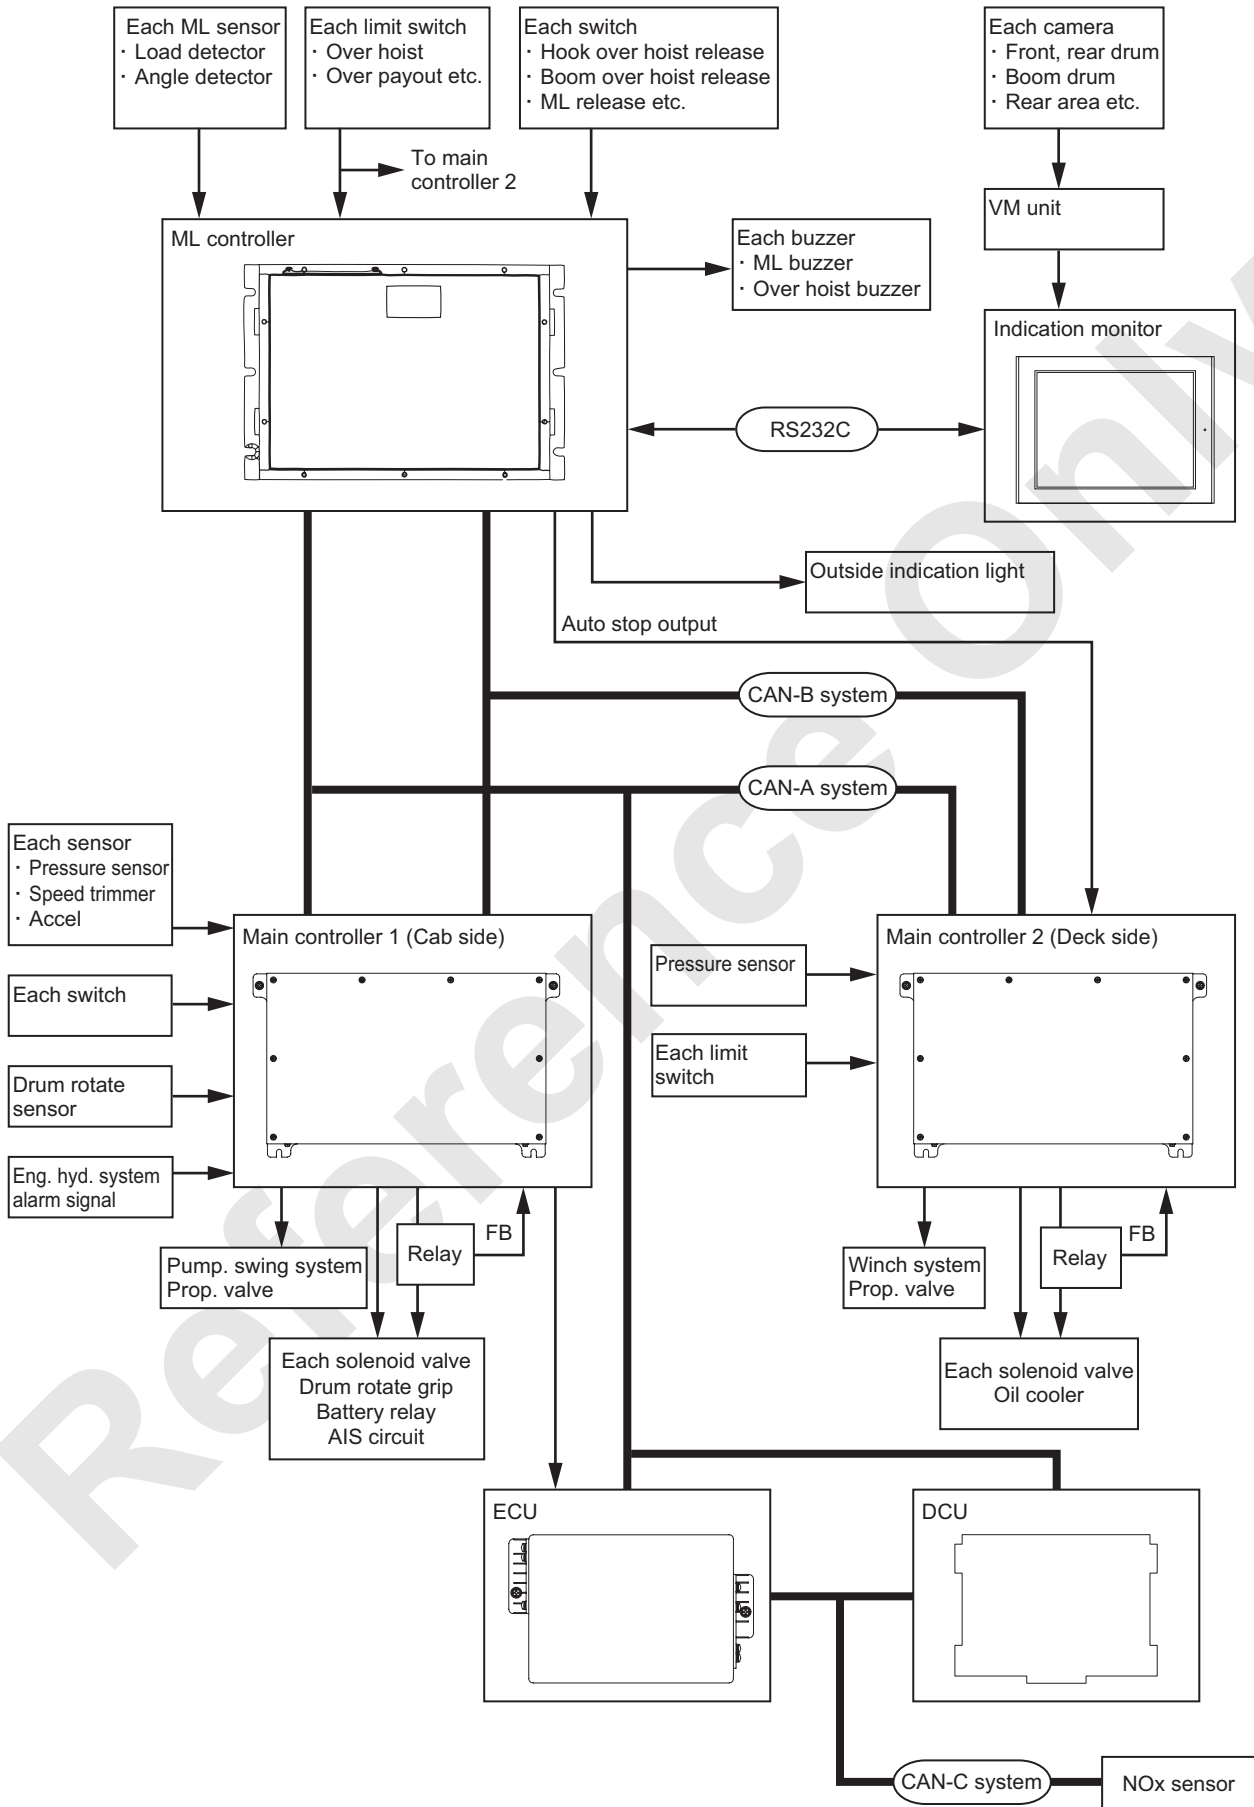 Each ML sensor
· Load detector
· Angle detector
Each limit switch
· Over hoist
· Over payout etc.
Each switch
· Hook over hoist release
· Boom over hoist release
· ML release etc.
Each camera
· Front, rear drum
· Boom drum
· Rear area etc.
To main
controller 2
VM unit
ML controller
Each buzzer
· ML buzzer
· Over hoist buzzer
Indication monitor
RS232C
Outside indication light
Auto stop output
CAN-B system
CAN-A system
Each sensor
· Pressure sensor
· Speed trimmer
· Accel
Main controller 1 (Cab side)
Main controller 2 (Deck side)
Pressure sensor
Each switch
Each limit
switch
Drum rotate
sensor
Eng. hyd. system
alarm signal
FB
Relay
Pump. swing system
Prop. valve
FB
Relay
Winch system
Prop. valve
Each solenoid valve
Drum rotate grip
Battery relay
AIS circuit
Each solenoid valve
Oil cooler
ECU
DCU
CAN-C system
NOx sensor
Reference Only